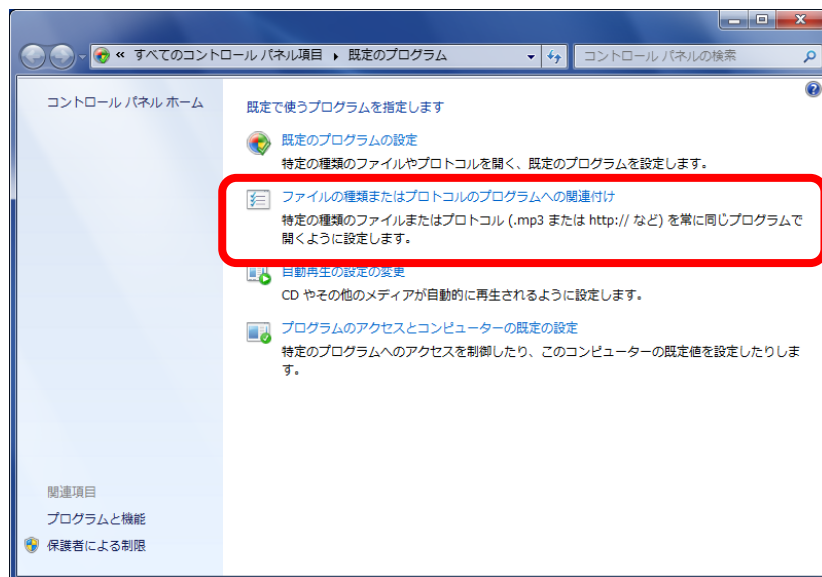 « すべてのコントロール パネル項目 ▸ 既定のプログラム
コントロール パネルの検索
コントロール パネル ホーム
既定で使うプログラムを指定します
既定のプログラムの設定
特定の種類のファイルやプロトコルを開く、既定のプログラムを設定します。
ファイルの種類またはプロトコルのプログラムへの関連付け
特定の種類のファイルまたはプロトコル (.mp3 または http:// など) を常に同じプログラムで
開くように設定します。
自動再生の設定の変更
CD やその他のメディアが自動的に再生されるように設定します。
プログラムのアクセスとコンピューターの既定の設定
特定のプログラムへのアクセスを制御したり、このコンピューターの既定値を設定したりしま
す。
関連項目
プログラムと機能
保護者による制限